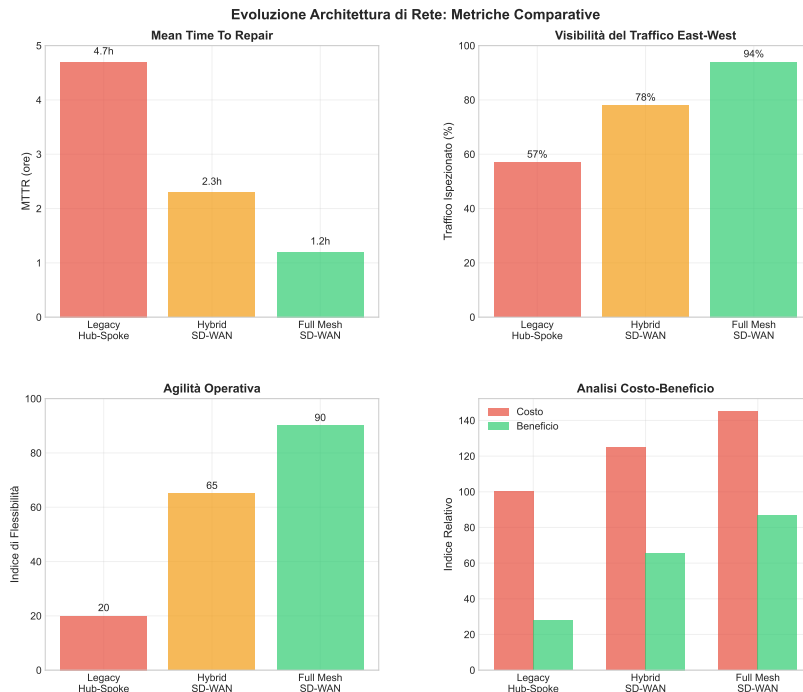 Evoluzione Architettura di Rete: Metriche Comparative
Mean Time To Repair
MTTR (ore)
5
4
3
2
1
0
4.7h
2.3h
1.2h
Legacy
Hub-Spoke
Hybrid
SD-WAN
Full Mesh
SD-WAN
Visibilità del Traffico East-West
Traffico Ispezionato (%)
100
80
60
40
20
0
57%
78%
94%
Legacy
Hub-Spoke
Hybrid
SD-WAN
Full Mesh
SD-WAN
Agilità Operativa
Indice di Flessibilità
100
80
60
40
20
0
20
65
90
Legacy
Hub-Spoke
Hybrid
SD-WAN
Full Mesh
SD-WAN
Analisi Costo-Beneficio
Indice Relativo
140
120
100
80
60
40
20
0
Costo
Beneficio
Legacy
Hub-Spoke
Hybrid
SD-WAN
Full Mesh
SD-WAN